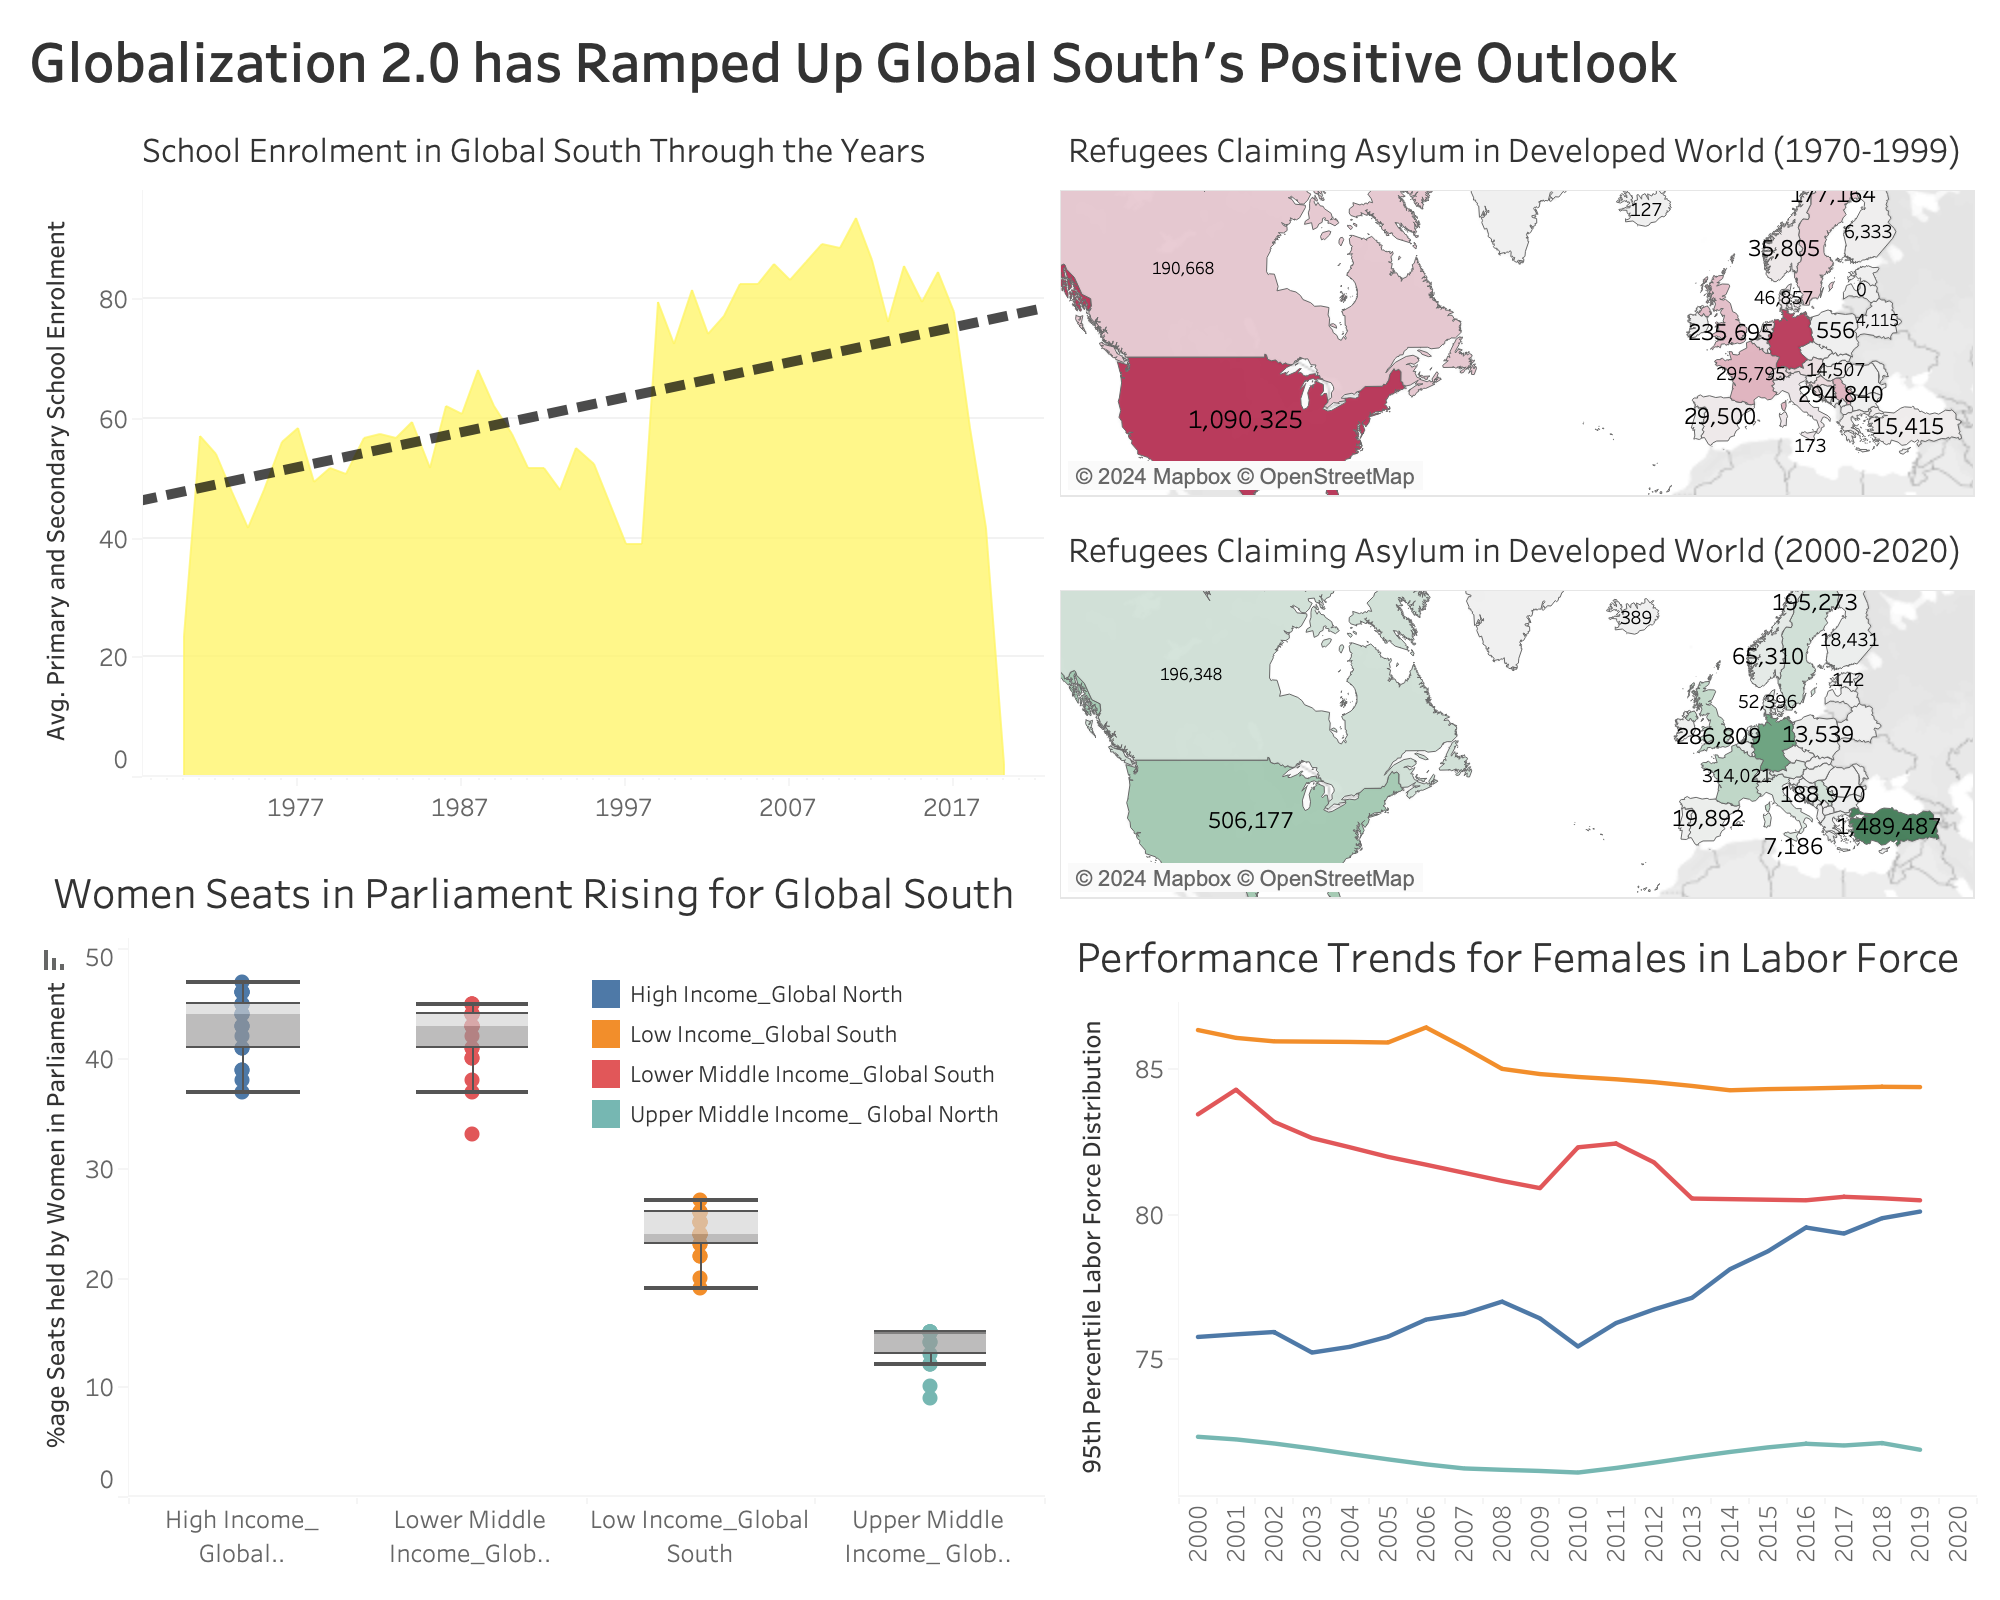 Globalization 2.0 has Ramped Up Global South's Positive Outlook
School Enrolment in Global South Through the Years
Avg. Primary and Secondary School Enrolment
80
60
40
20
0
1977 1987 1997 2007 2017
Refugees Claiming Asylum in Developed World (1970-1999)
127
177,164
6,333
35,805
190,668
0
46,857
4,115
235,695
556
295,795
14,507
294,840
1,090,325
29,500
15,415
173
© 2024 Mapbox © OpenStreetMap
Refugees Claiming Asylum in Developed World (2000-2020)
195,273
389
18,431
65,310
196,348
142
52,396
286,809
13,539
314,021
188,970
506,177
19,892
1,489,487
7,186
© 2024 Mapbox © OpenStreetMap
Women Seats in Parliament Rising for Global South
%age Seats held by Women in Parliament
50
40
30
20
10
0
High Income_Global North
Low Income_Global South
Lower Middle Income_Global South
Upper Middle Income_ Global North
High Income_
Global..
Lower Middle
Income_Glob..
Low Income_Global
South
Upper Middle
Income_ Glob..
Performance Trends for Females in Labor Force
95th Percentile Labor Force Distribution
85
80
75
2000 2001 2002 2003 2004 2005 2006 2007 2008 2009 2010 2011 2012 2013 2014 2015 2016 2017 2018 2019 2020